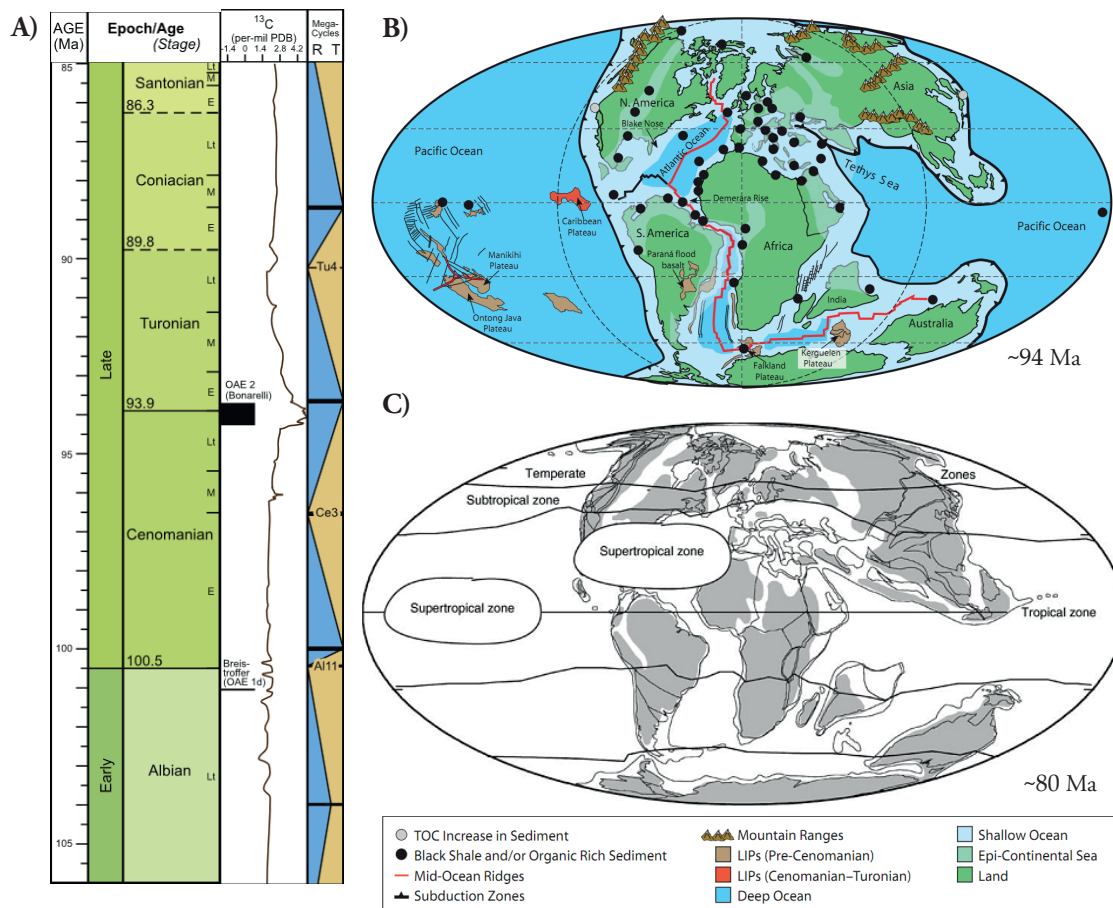 A)
AGE
(Ma)
Epoch/Age
(Stage)
13C
(per-mil PDB)
-1.4 0 1.4 2.8 4.2
Mega-
Cycles
R T
85
90
95
100
105
Late
Early
Santonian
86.3
Coniacian
89.8
Turonian
93.9
Cenomanian
100.5
Albian
Lt
M
E
Lt
M
E
Lt
M
E
Lt
M
E
Lt
OAE 2
(Bonarelli)
Breis-
troffer
(OAE 1d)
Tu4
Ce3
Al11
B)
N. America
Blake Nose
Asia
Pacific Ocean
Atlantic Ocean
Tethys Sea
Caribbean
Plateau
Demerara Rise
Pacific Ocean
S. America
Africa
Manikihi
Plateau
Paraná flood
basalt
Ontong Java
Plateau
India
Australia
Kerguelen
Plateau
Falkland
Plateau
~94 Ma
C)
Temperate
Zones
Subtropical zone
Supertropical zone
Supertropical zone
Tropical zone
~80 Ma
TOC Increase in Sediment
Black Shale and/or Organic Rich Sediment
Mid-Ocean Ridges
Subduction Zones
Mountain Ranges
LIPs (Pre-Cenomanian)
LIPs (Cenomanian–Turonian)
Deep Ocean
Shallow Ocean
Epi-Continental Sea
Land